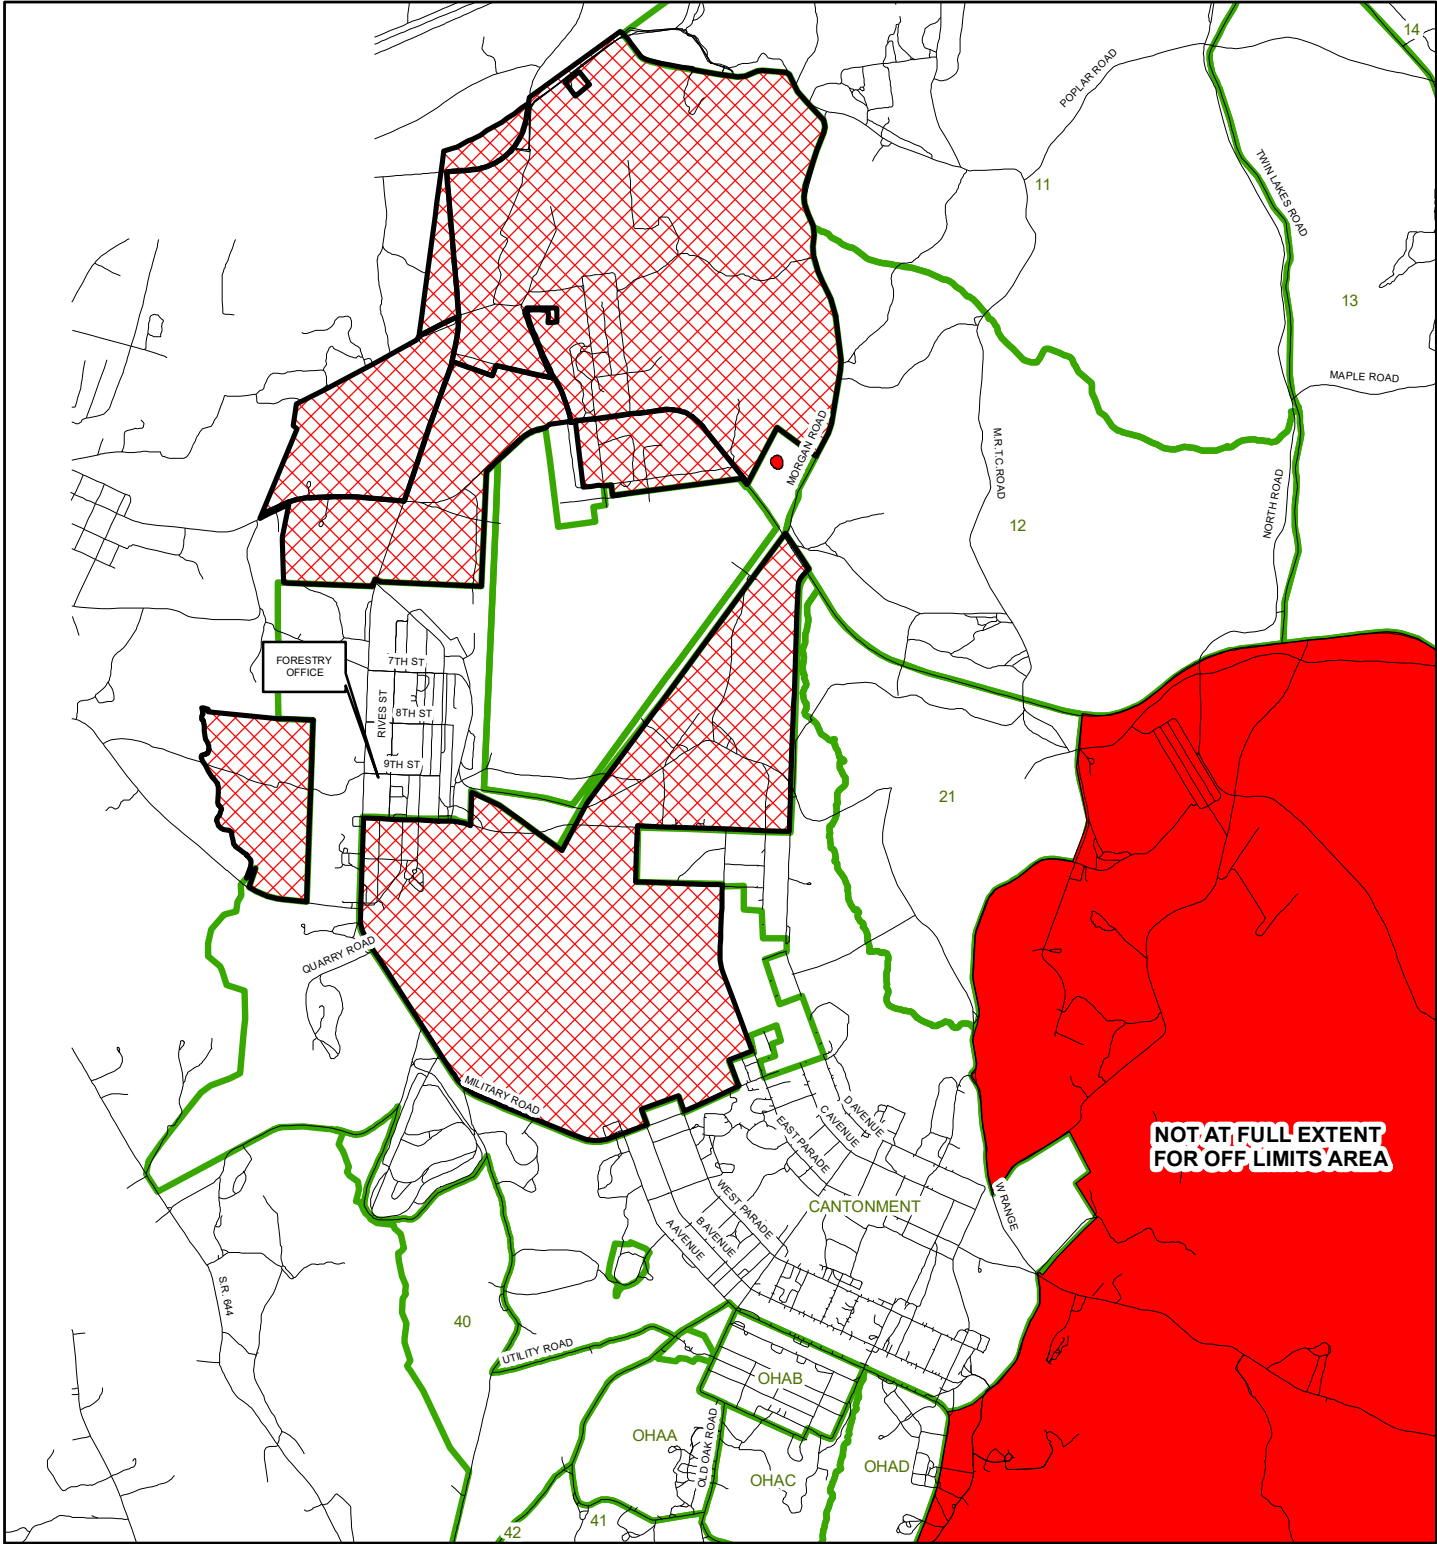 14
POPLAR ROAD
11
TWIN LAKES ROAD
13
MAPLE ROAD
MORGAN ROAD
M.R.T.C.ROAD
NORTH ROAD
12
FORESTRY
OFFICE
7TH ST
RIVES ST
8TH ST
9TH ST
21
QUARRY ROAD
MILITARY ROAD
D AVENUE
C AVENUE
EAST PARADE
NOT AT FULL EXTENT
FOR OFF LIMITS AREA
WEST PARADE
CANTONMENT
W RANGE
B AVENUE
A AVENUE
S.R. 644
40
UTILITY ROAD
OHAB
OHAA
OLD OAK ROAD
OHAC
OHAD
41
42